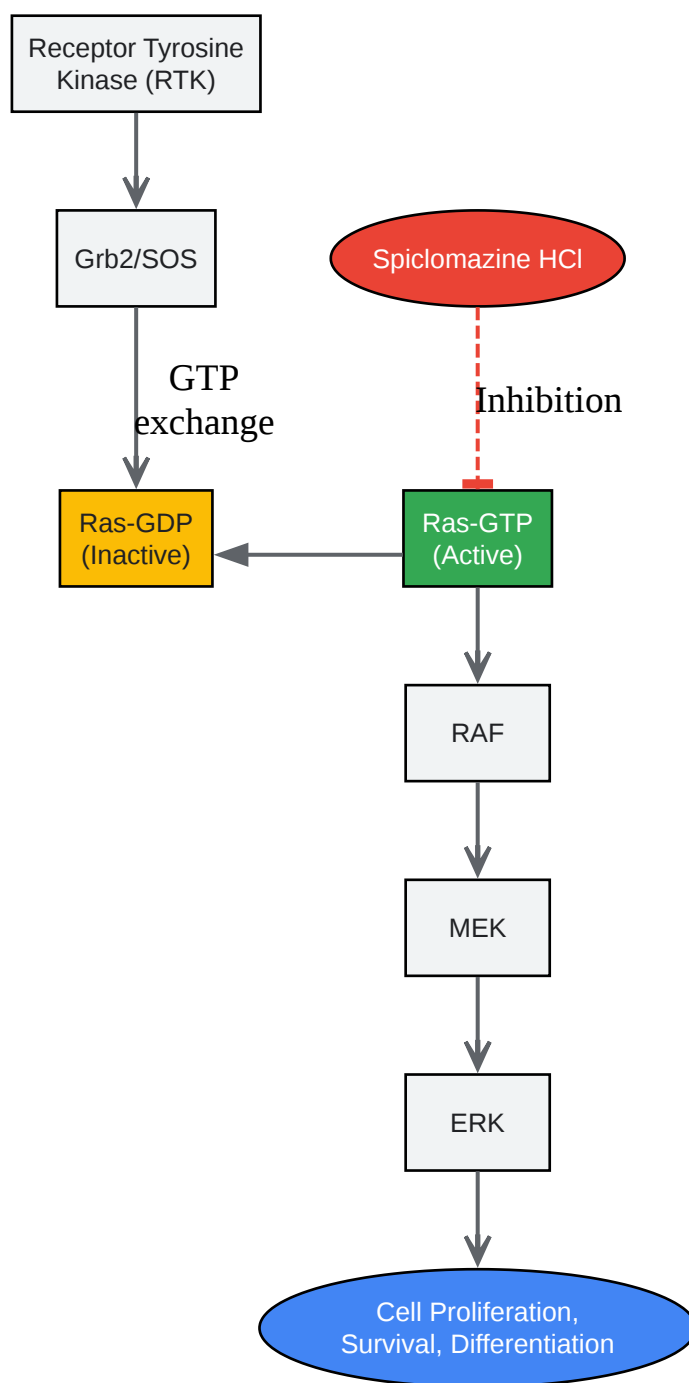 Receptor Tyrosine
Kinase (RTK)
Grb2/SOS
Spiclomazine HCl
GTP
exchange
Inhibition
Ras-GDP
(Inactive)
Ras-GTP
(Active)
RAF
MEK
ERK
Cell Proliferation,
Survival, Differentiation